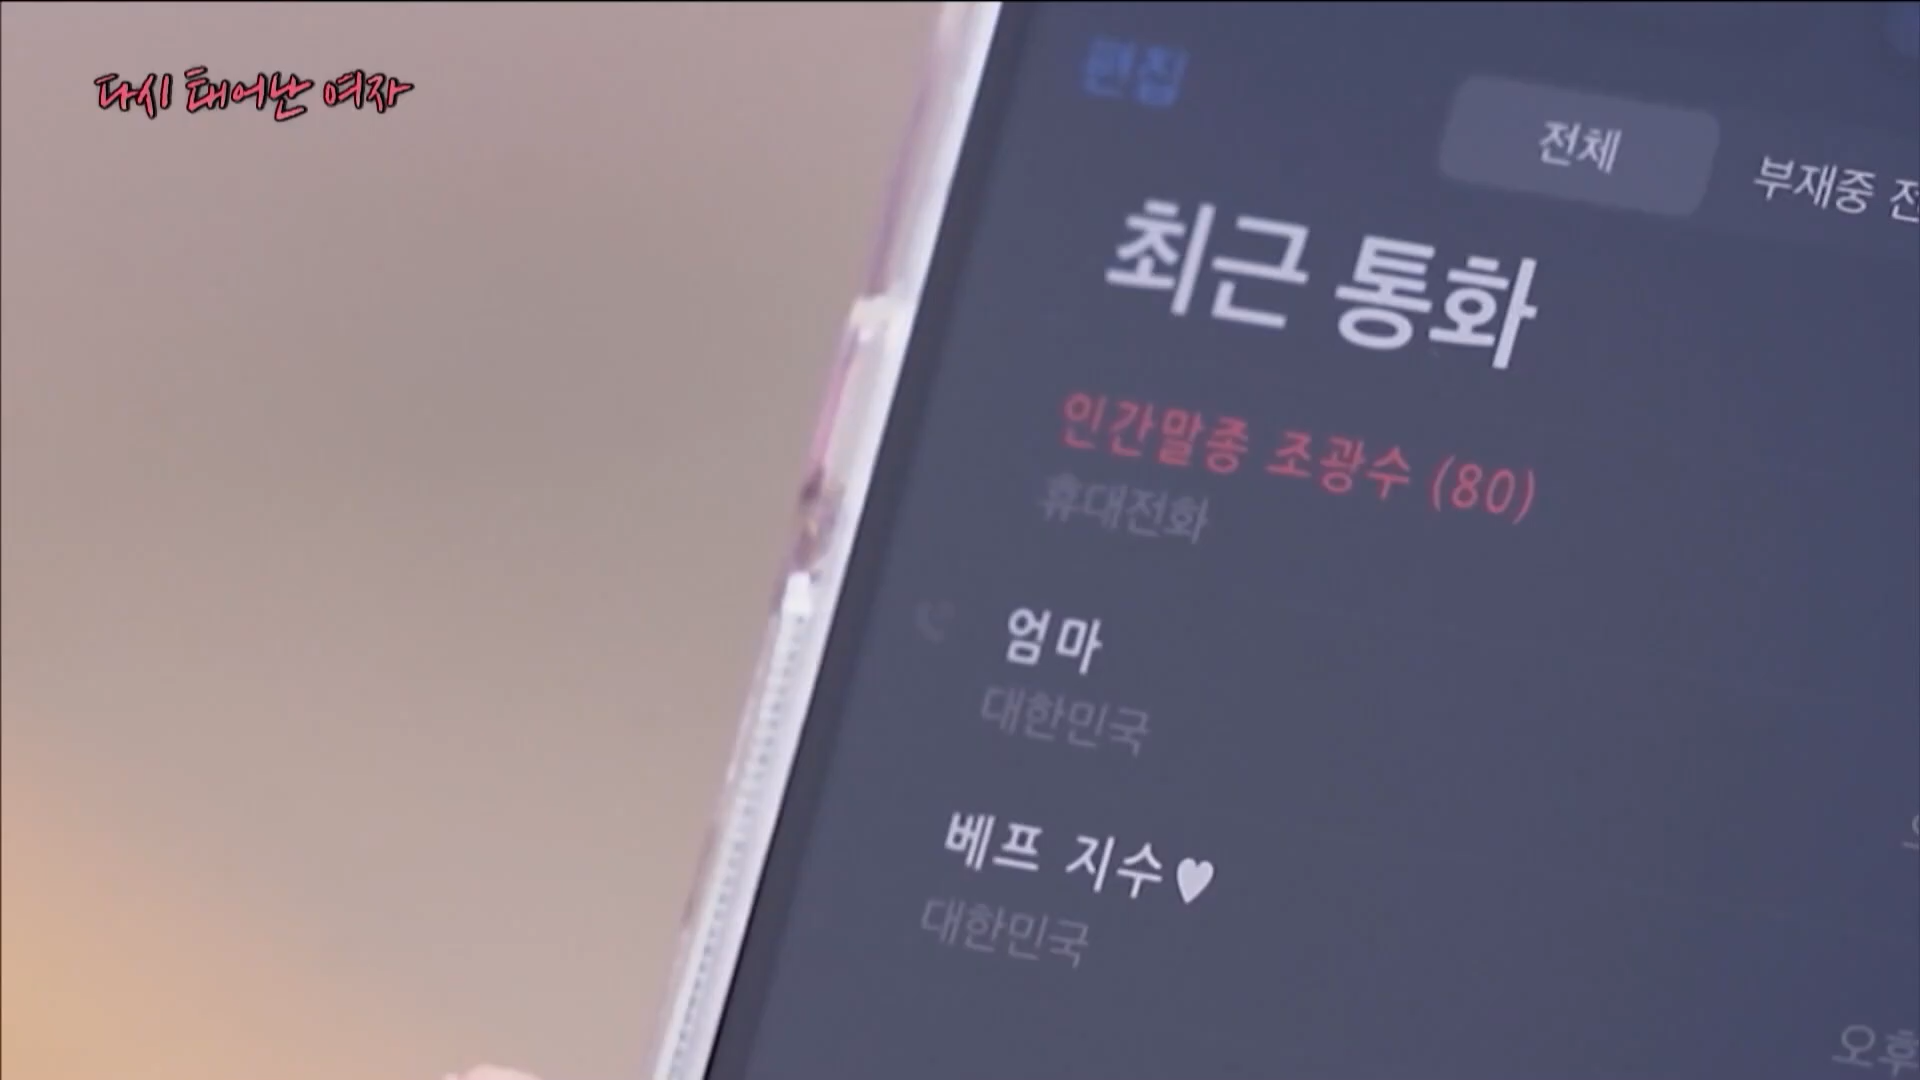 다시 태어난 여자
편집
전체
부재중 전
최근 통화
인간말종 조광수 (80)
휴대전화
엄마
대한민국
베프 지수♥
대한민국
오후